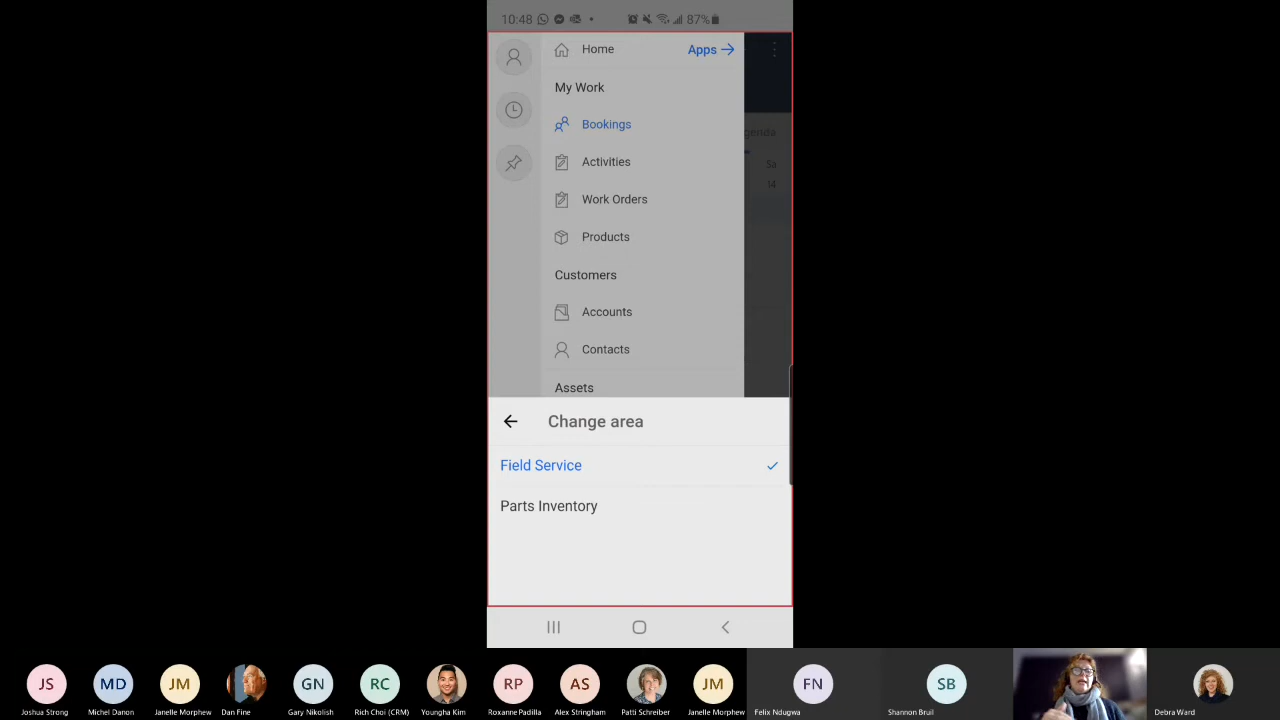 10:48
87%
Home
Apps
My Work
Bookings
Activities
Work Orders
Products
Customers
Accounts
Contacts
Assets
genda
Sa
14
Change area
Field Service
Parts Inventory
JS
MD
JM
GN
RC
RP
AS
JM
FN
SB
Joshua Strong
Michel Danon
Janelle Morphew
Dan Fine
Gary Nikolish
Rich Choi (CRM)
Youngha Kim
Roxanne Padilla
Alex Stringham
Patti Schreiber
Janelle Morphew
Felix Ndugwa
Shannon Bruil
Debra Ward